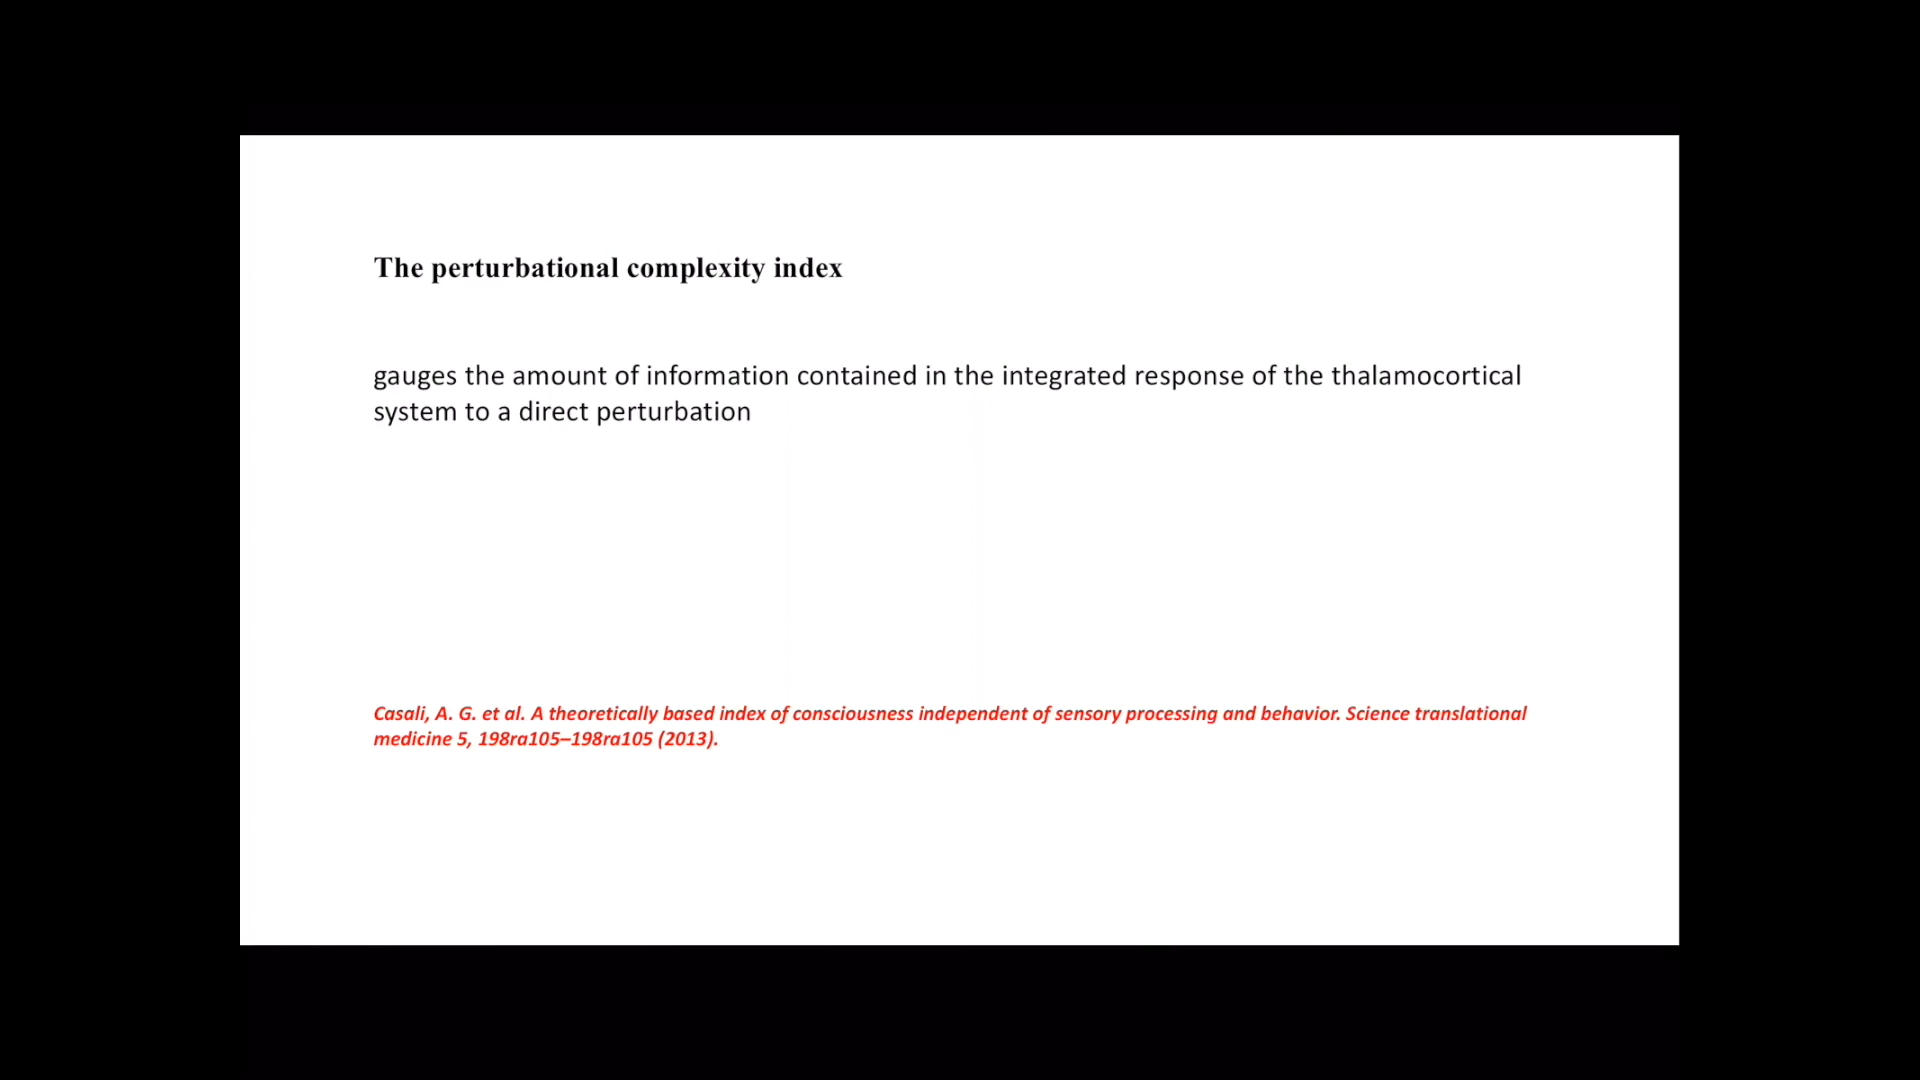 The perturbational complexity index
gauges the amount of information contained in the integrated response of the thalamocortical
system to a direct perturbation
Casali, A. G. et al. A theoretically based index of consciousness independent of sensory processing and behavior. Science translational
medicine 5, 198ra105–198ra105 (2013).